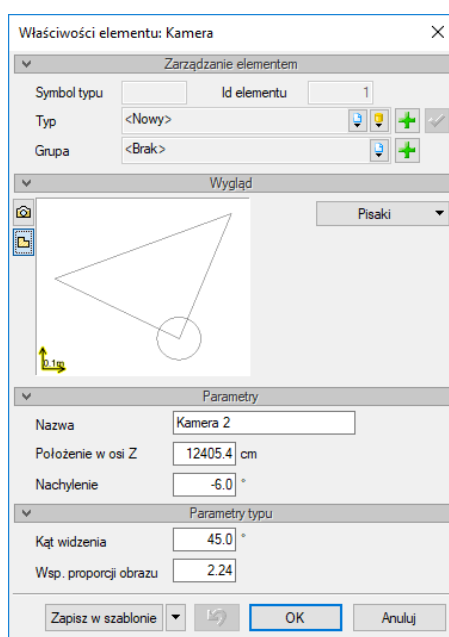 Właściwości elementu: Kamera
Zarządzanie elementem
Symbol typu Id elementu 1
Typ <Nowy>
Grupa <Brak>
Wygląd
Pisaki
0.1m
Parametry
Nazwa Kamera 2
Położenie w osi Z 12405.4 cm
Nachylenie -6.0 °
Parametry typu
Kąt widzenia 45.0 °
Wsp. proporcji obrazu 2.24
Zapisz w szablonie OK Anuluj